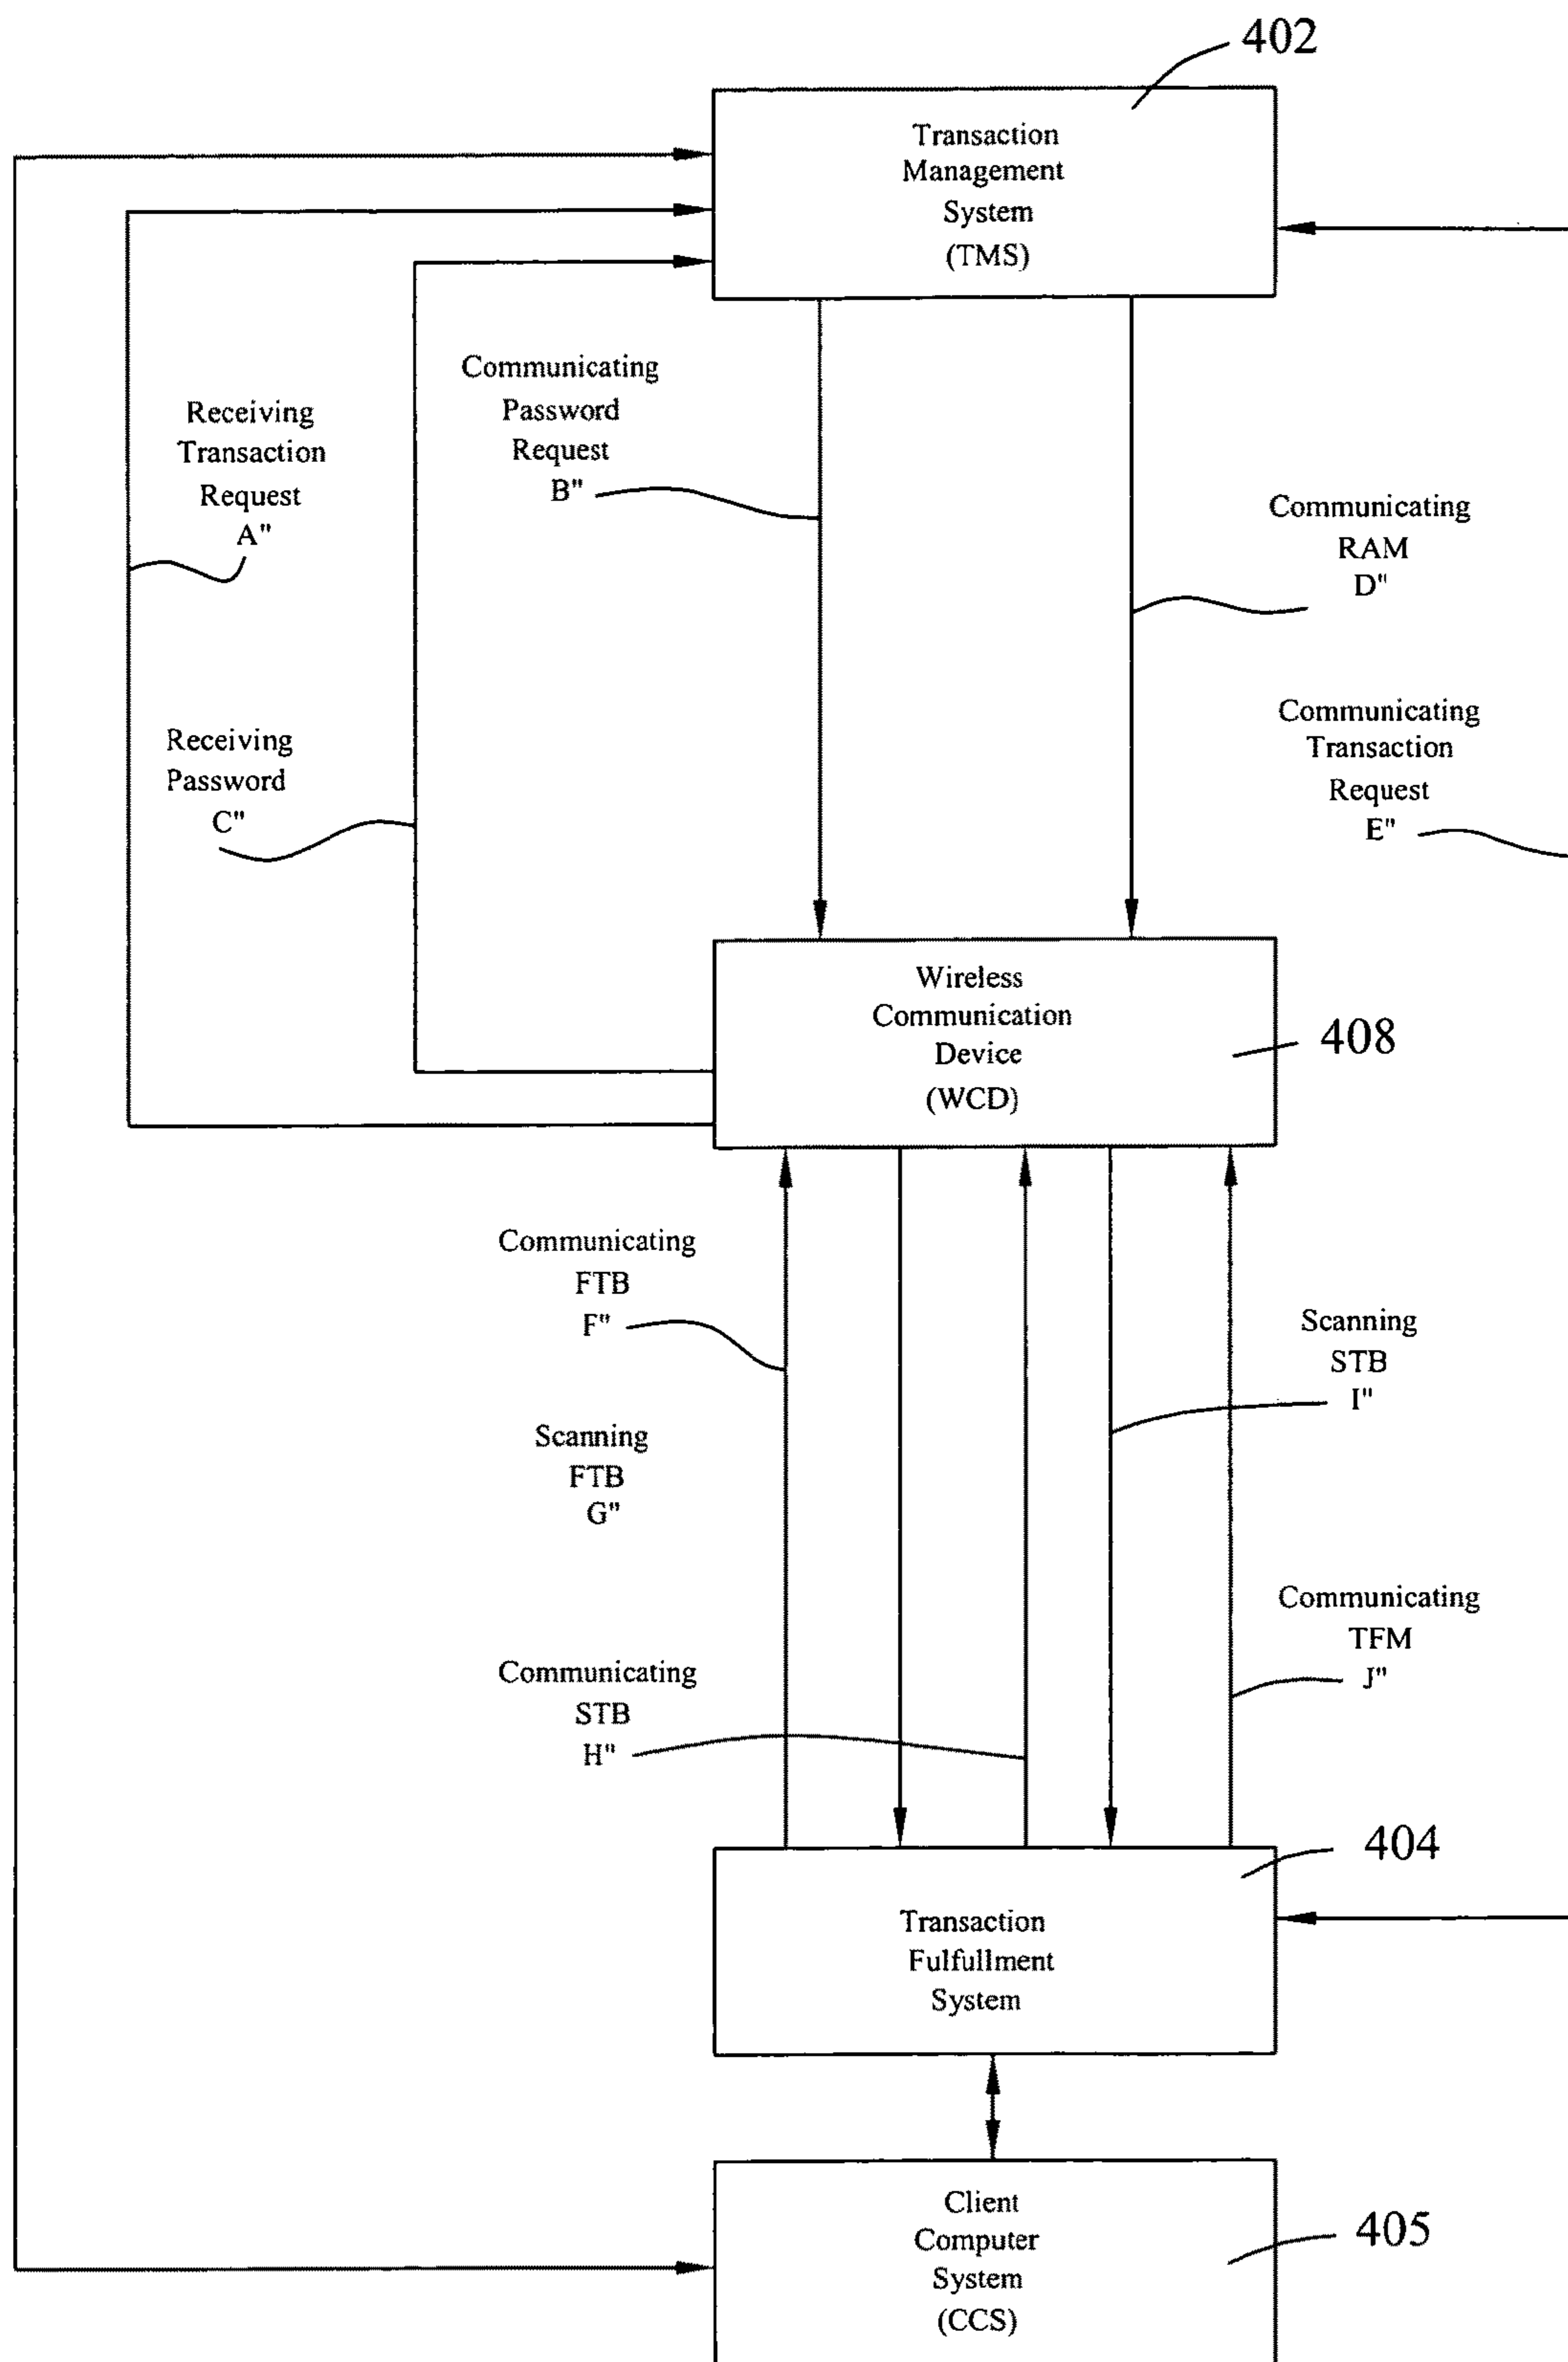 402
Transaction
Management
System
(TMS)
Communicating
Password
Request
B"
Receiving
Transaction
Request
A"
Communicating
RAM
D"
Communicating
Transaction
Request
E"
Receiving
Password
C"
Wireless
Communication
Device
(WCD)
408
Communicating
FTB
F"
Scanning
STB
I"
Scanning
FTB
G"
Communicating
TFM
J"
Communicating
STB
H"
404
Transaction
Fulfullment
System
Client
Computer
System
(CCS)
405